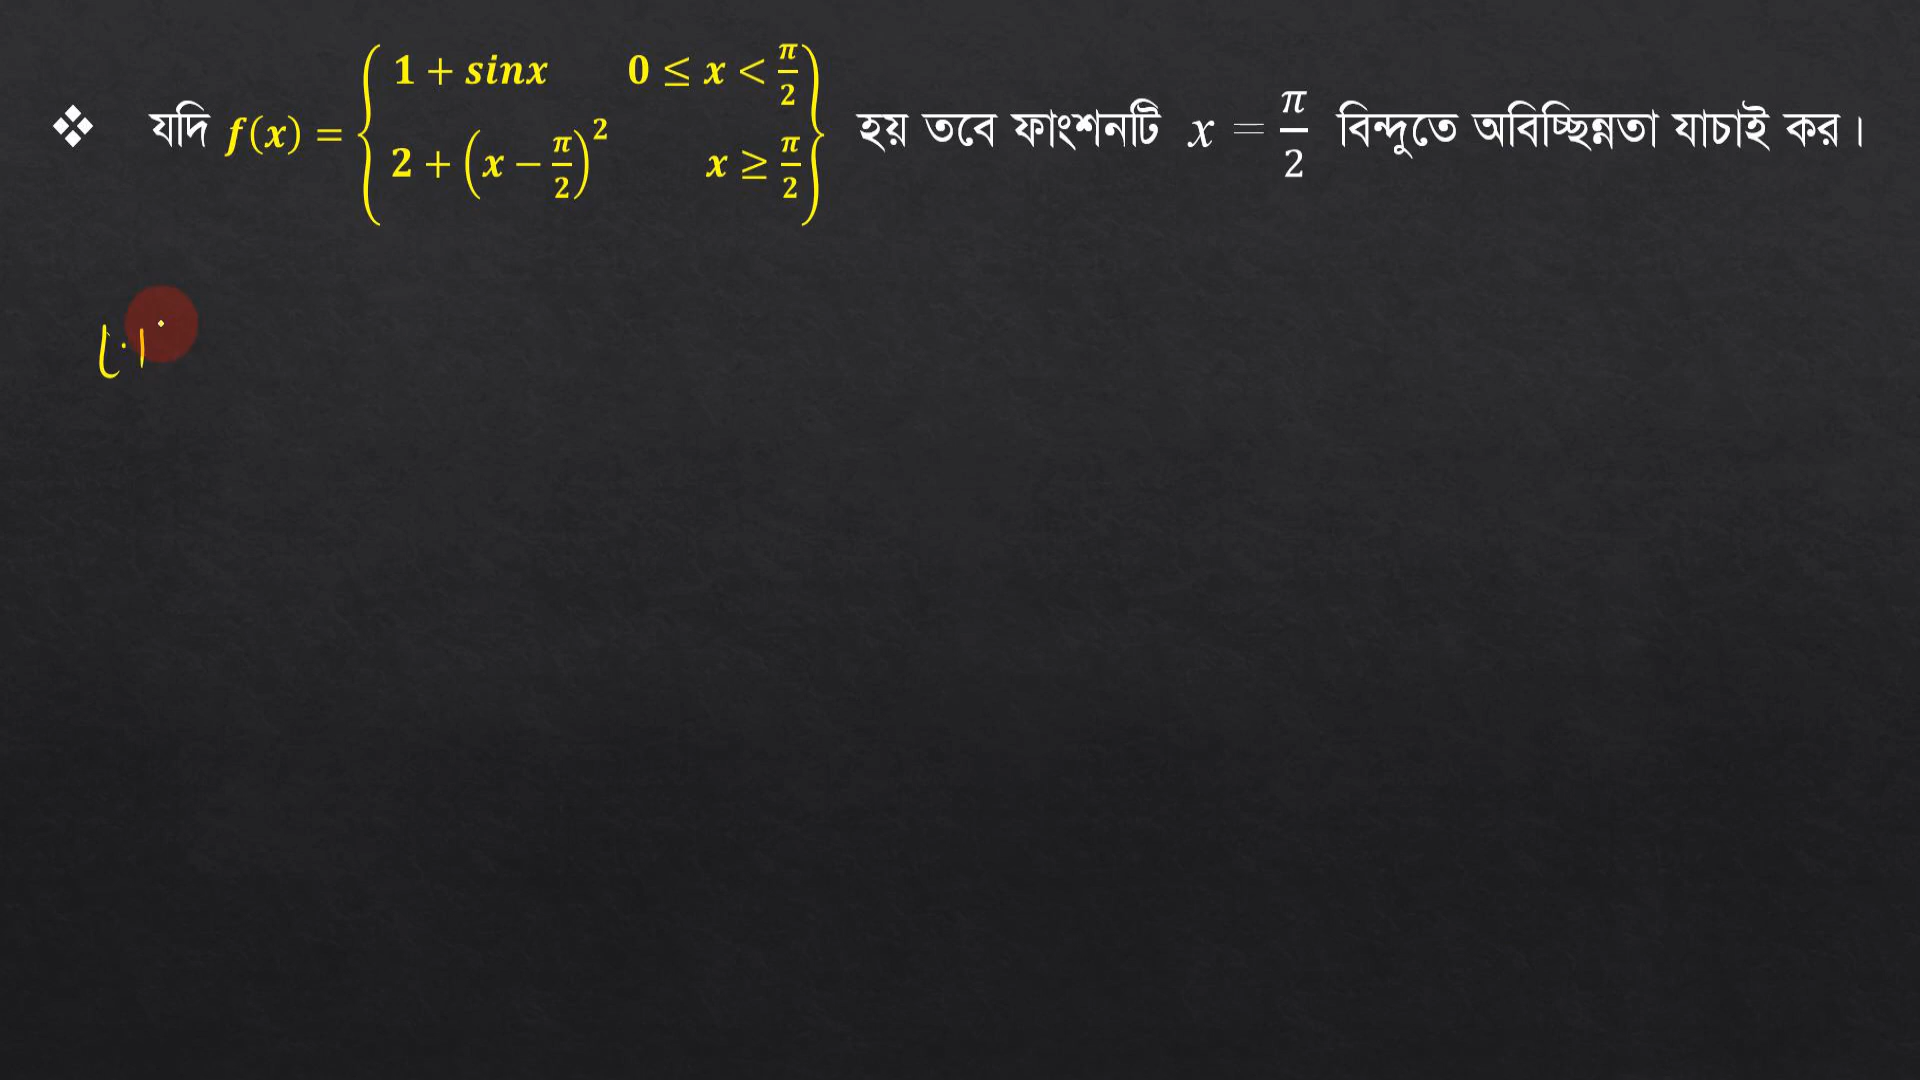 ❖ যদি f(x) = { 1 + sinx 0 ≤ x < π/2
2 + (x − π/2)² x ≥ π/2 } হয় তবে ফাংশনটি x = π/2 বিন্দুতে অবিচ্ছিন্নতা যাচাই কর।
L.